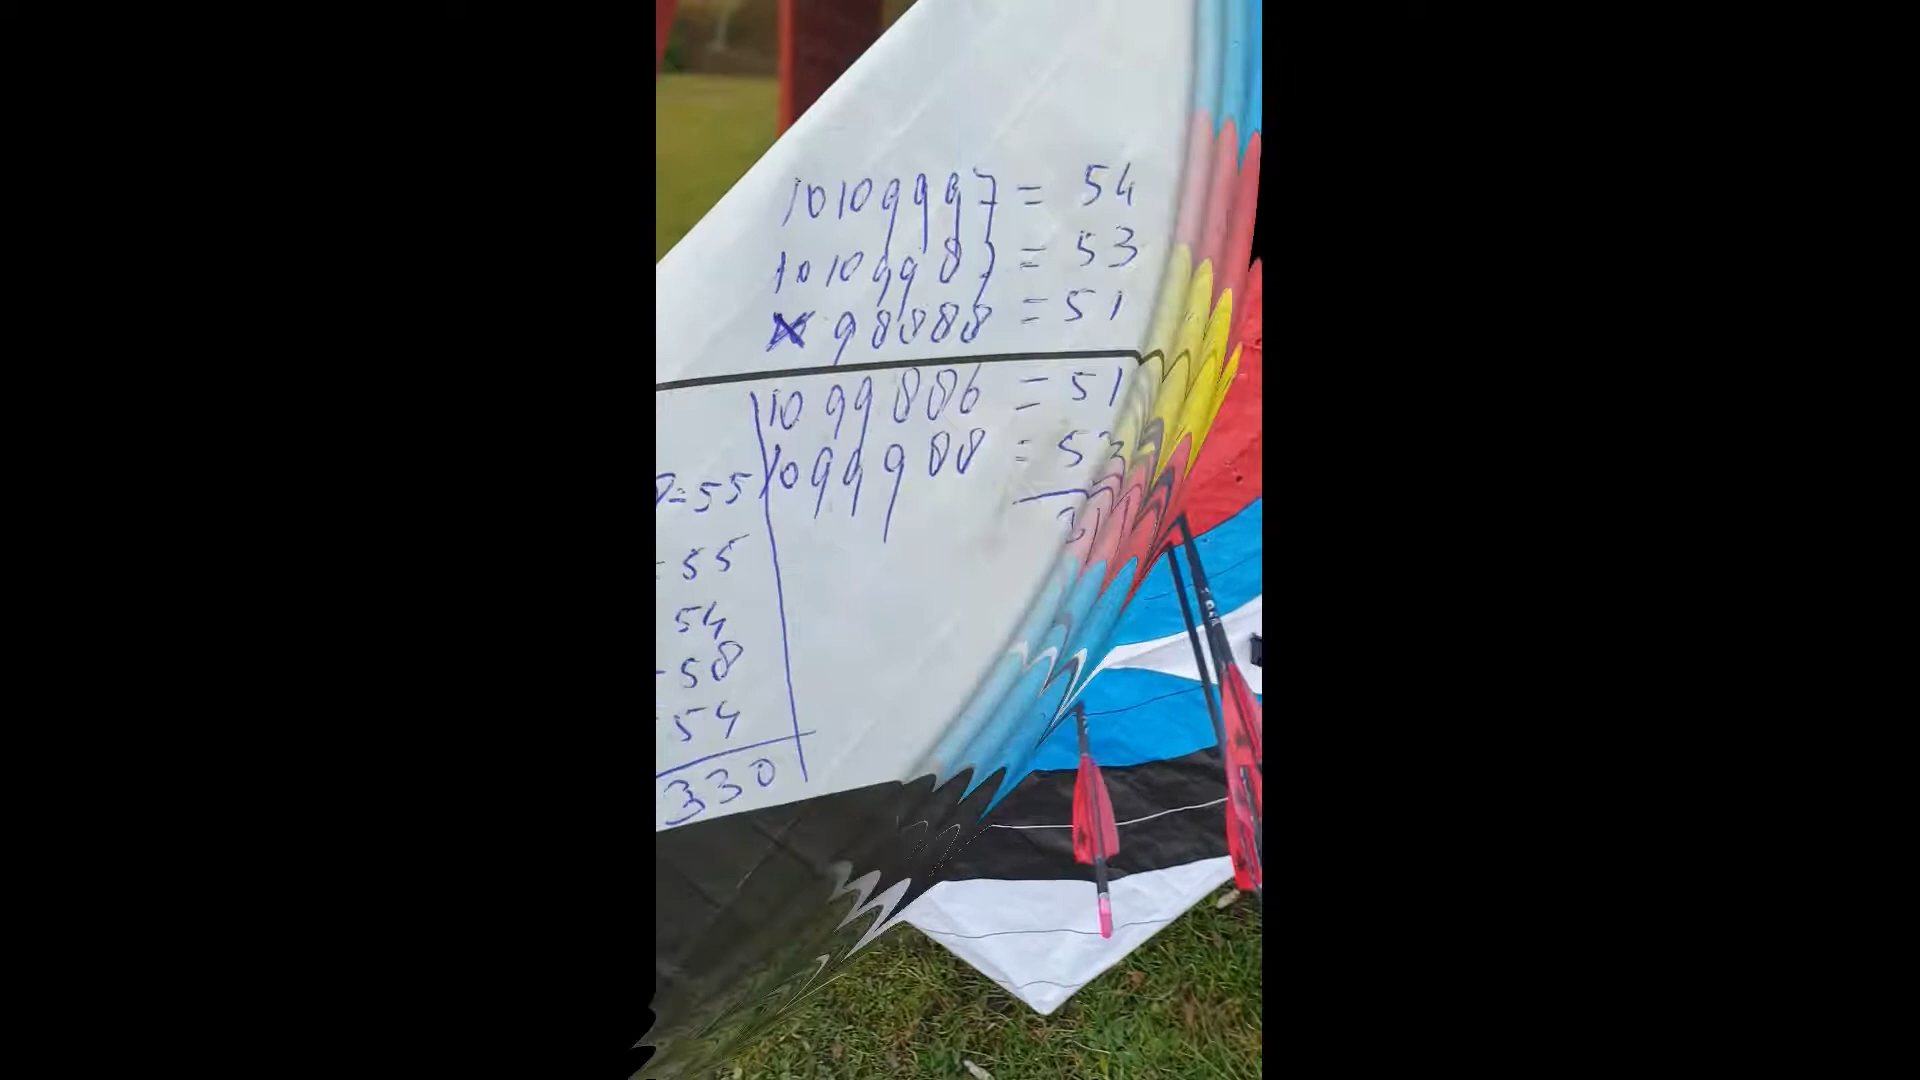 10109997 = 54
10109987 = 53
X 98888 = 51
1099886 = 51
1099988 = 53
=55
=55
54
-58
54
330